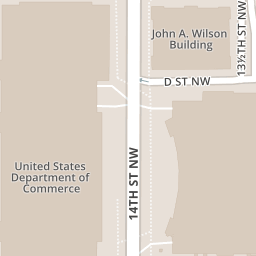 John A. Wilson
Building
13½TH ST NW
D ST NW
United States
Department of
Commerce
14TH ST NW